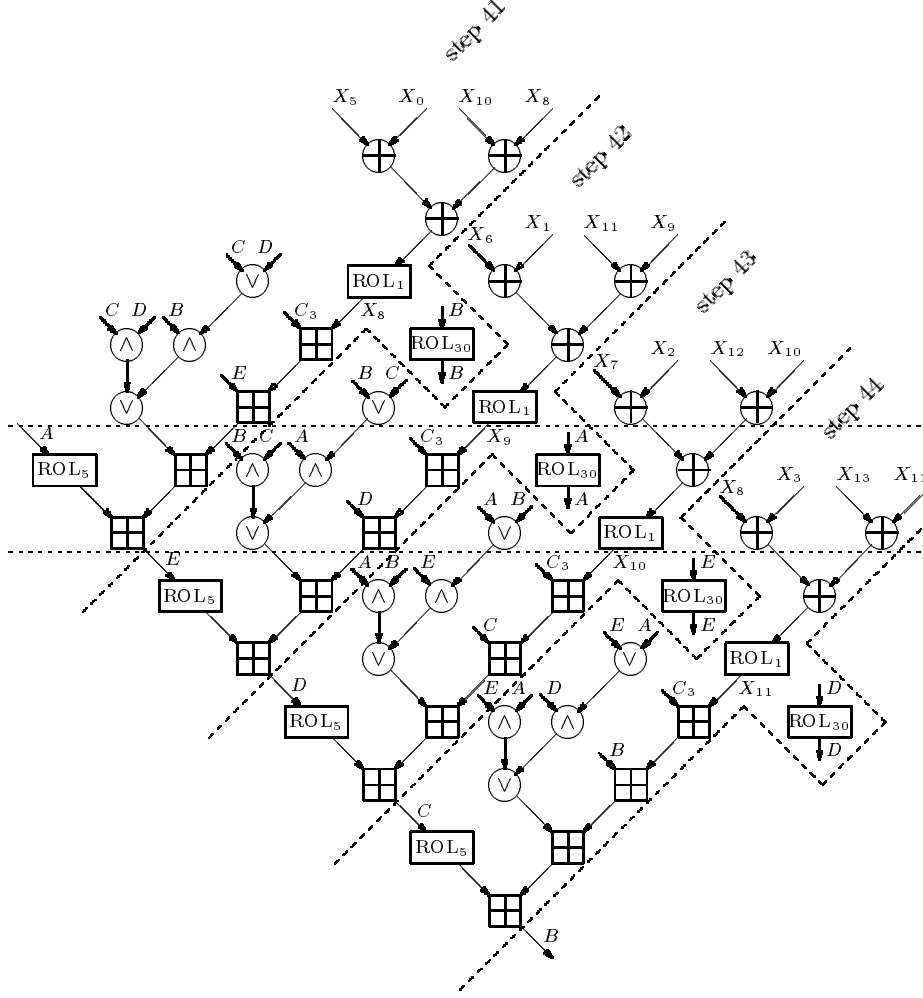 step 41
X₅ X₀ X₁₀ X₈
step 42
X₆ X₁ X₁₁ X₉
C D
ROL₁
step 43
C D B C₃ X₈ B
ROL₃₀
X₇ X₂ X₁₂ X₁₀
E B C B
ROL₁
step 44
A B C A C₃ X₉ A
ROL₅ ROL₃₀
X₈ X₃ X₁₃ X₁₁
D A B A
ROL₁
E A B E C₃ X₁₀ E
ROL₅ ROL₃₀
C E A E
ROL₁
D E A D C₃ X₁₁ D
ROL₅ ROL₃₀
B D
C
ROL₅
B